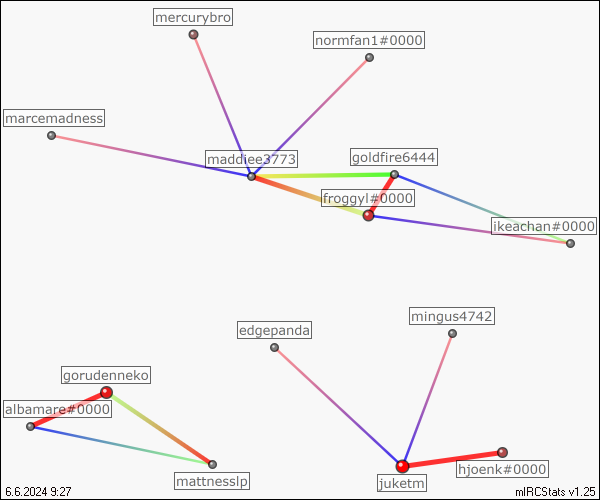 mercurybro
normfan1#0000
marcemadness
maddiee3773
goldfire6444
froggyl#0000
ikeachan#0000
mingus4742
edgepanda
gorudenneko
albamare#0000
mattnesslp
hjoenk#0000
juketm
6.6.2024 9:27
mIRCStats v1.25